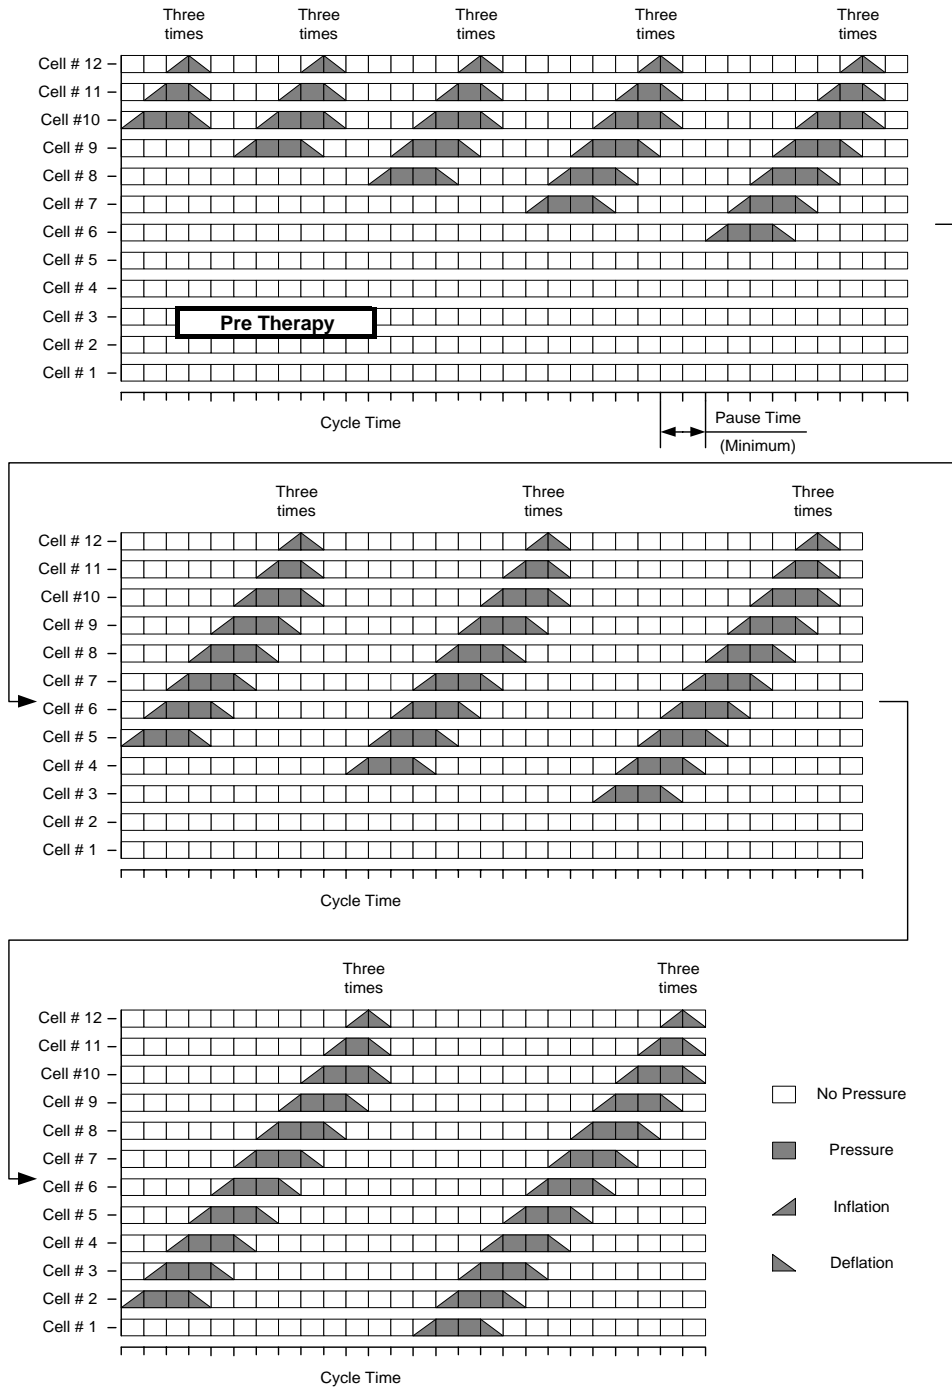 Three Three Three Three Three
times times times times times
Cell # 12
Cell # 11
Cell #10
Cell # 9
Cell # 8
Cell # 7
Cell # 6
Cell # 5
Cell # 4
Cell # 3
Pre Therapy
Cell # 2
Cell # 1
Cycle Time
Pause Time
(Minimum)
Three Three Three
times times times
Cell # 12
Cell # 11
Cell #10
Cell # 9
Cell # 8
Cell # 7
Cell # 6
Cell # 5
Cell # 4
Cell # 3
Cell # 2
Cell # 1
Cycle Time
Three Three
times times
Cell # 12
Cell # 11
Cell #10
Cell # 9
Cell # 8
Cell # 7
Cell # 6
Cell # 5
Cell # 4
Cell # 3
Cell # 2
Cell # 1
Cycle Time
No Pressure
Pressure
Inflation
Deflation